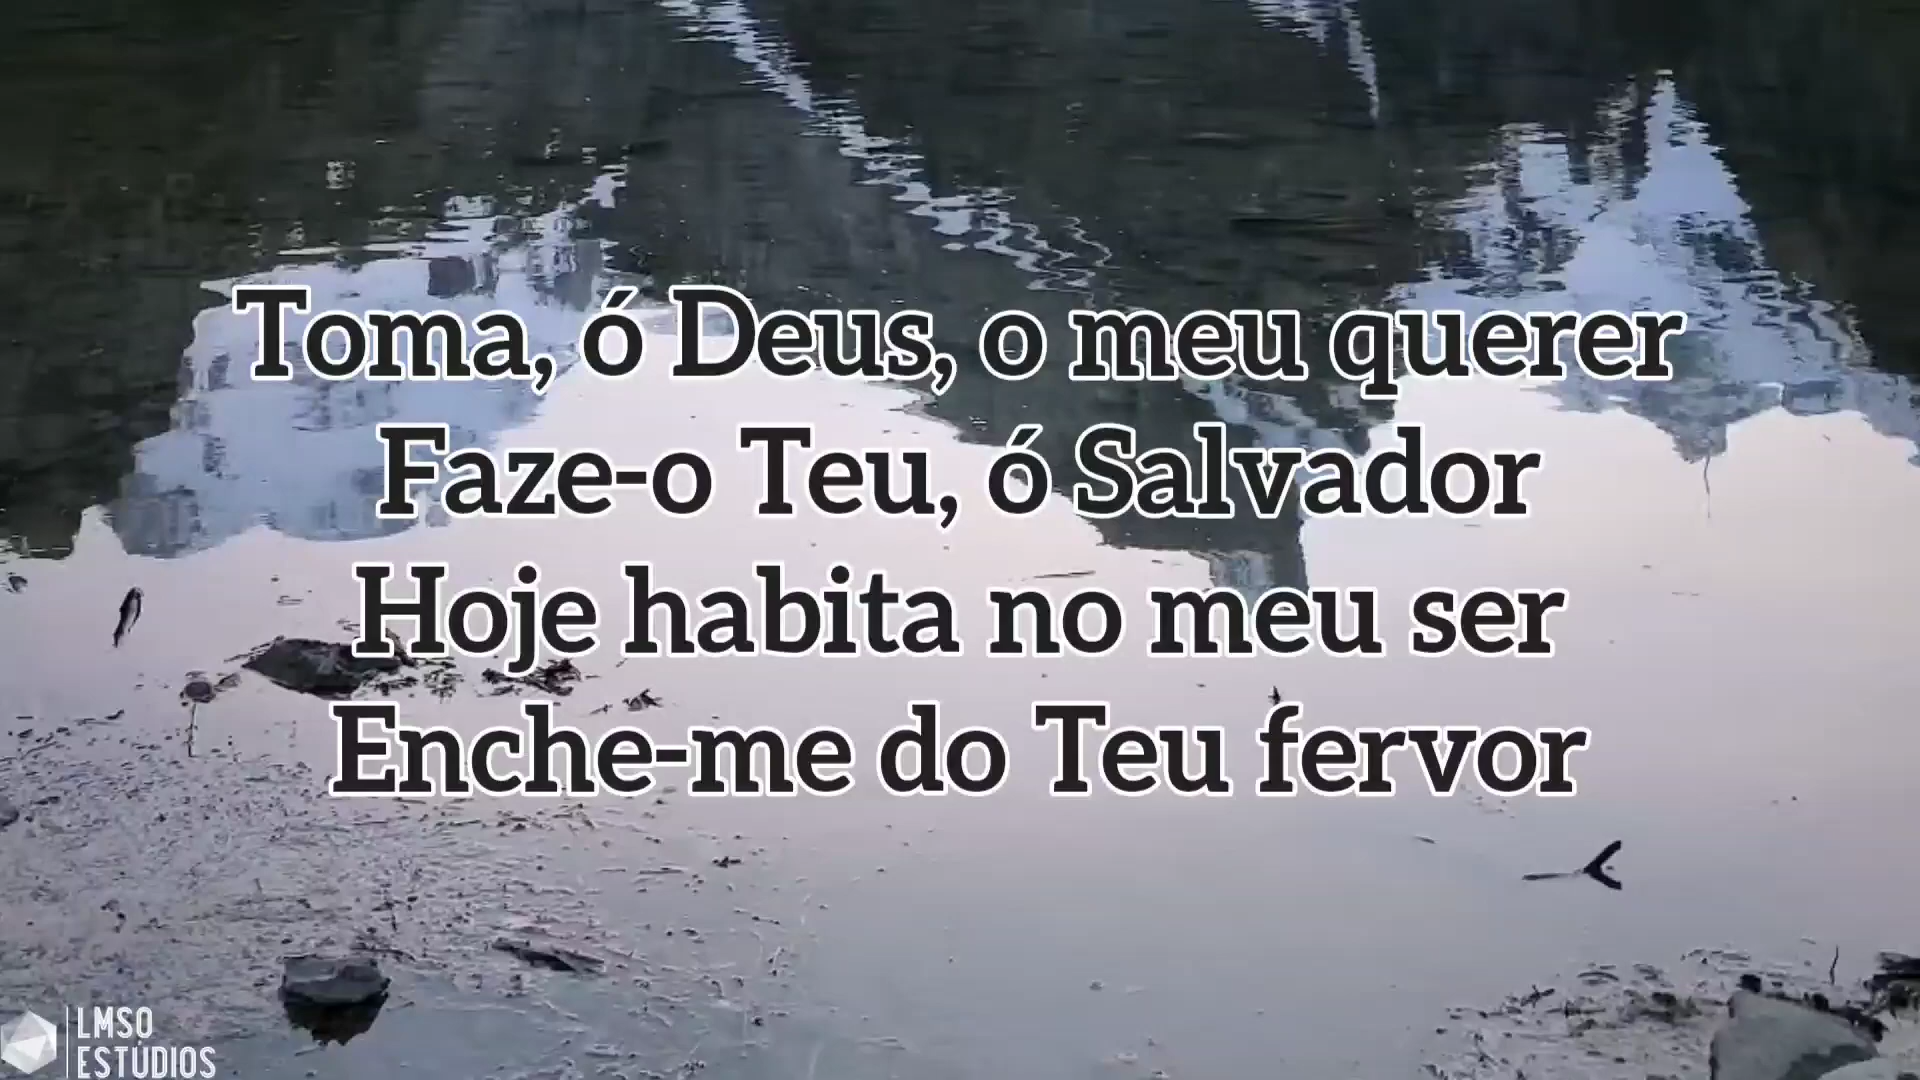 Toma, ó Deus, o meu querer
Faze-o Teu, ó Salvador
Hoje habita no meu ser
Enche-me do Teu fervor
LMSO
ESTÚDIOS